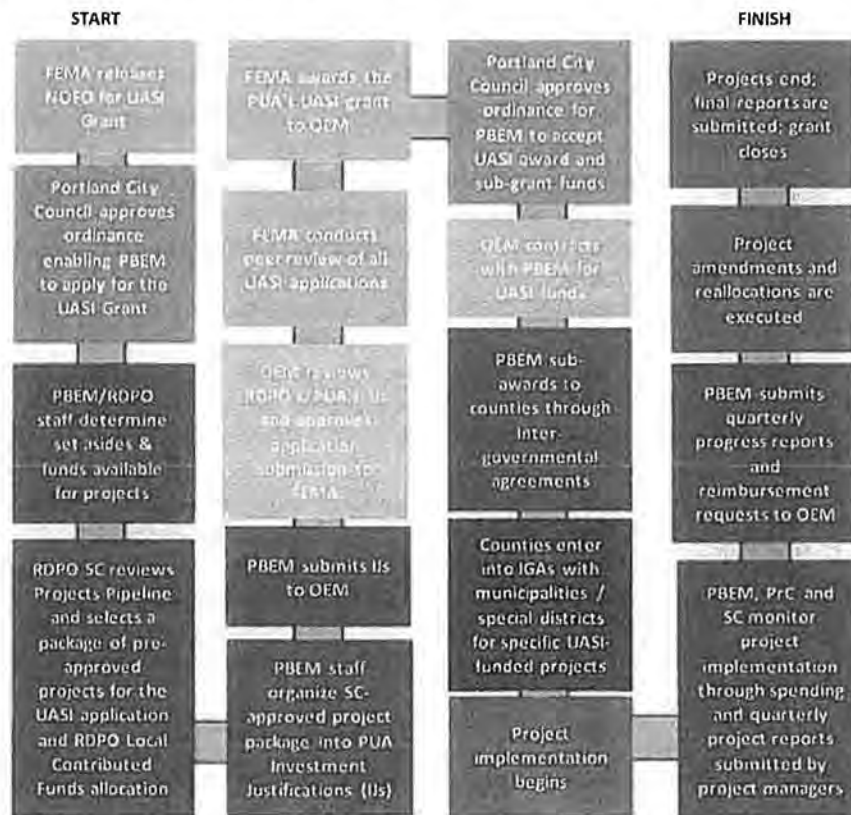 START
FEMA releases
NOFO for UASI
Grant
Portland City
Council approves
ordinance
enabling PBEM
to apply for the
UASI Grant
PBEM/RDPO
staff determine
set asides &
funds available
for projects
RDPO SC reviews
Projects Pipeline
and selects a
package of pre-
approved
projects for the
UASI application
and RDPO Local
Contributed
Funds allocation
PBEM staff
organize SC-
approved project
package into PUA
Investment
Justifications (IJs)
PBEM submits IJs
to OEM
OEM reviews
RDPO's/PUA's IJs
and approves
application
submission to
FEMA
FEMA conducts
peer review of all
UASI applications
FEMA awards the
PUA's UASI grant
to OEM
Portland City
Council approves
ordinance for
PBEM to accept
UASI award and
sub-grant funds
OEM contracts
with PBEM for
UASI funds
PBEM sub-
awards to
counties through
inter-
governmental
agreements
Counties enter
into IGAs with
municipalities /
special districts
for specific UASI-
funded projects
Project
implementation
begins
PBEM, PrC and
SC monitor
project
implementation
through spending
and quarterly
project reports
submitted by
project managers
PBEM submits
quarterly
progress reports
and
reimbursement
requests to OEM
Project
amendments and
reallocations are
executed
FINISH
Projects end;
final reports are
submitted; grant
closes